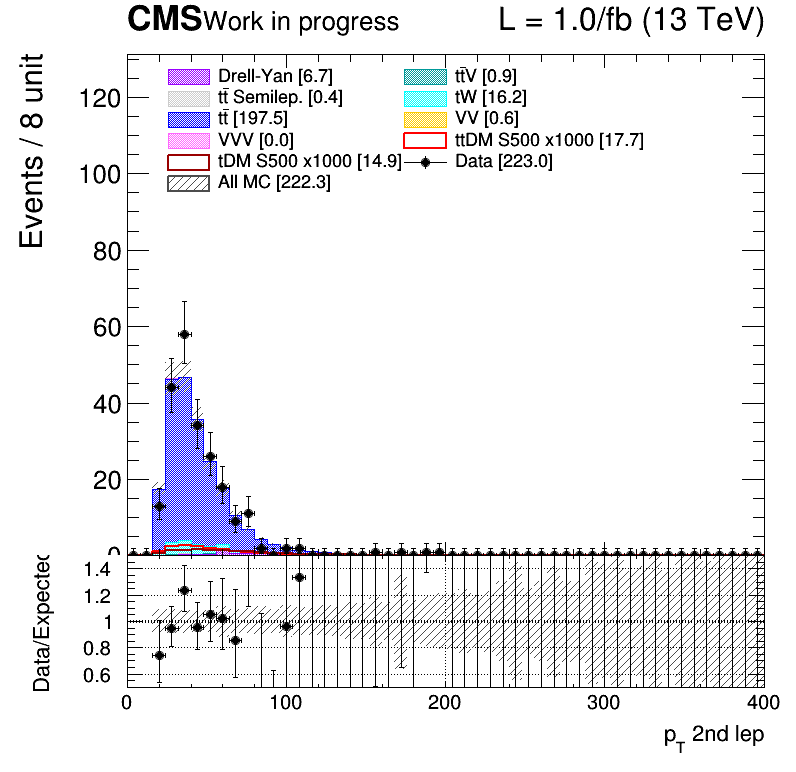 CMS Work in progress L = 1.0/fb (13 TeV)
Events / 8 unit
Drell-Yan [6.7] tt̄V [0.9]
tt̄ Semilep. [0.4] tW [16.2]
tt̄ [197.5] VV [0.6]
VVV [0.0] ttDM S500 x1000 [17.7]
tDM S500 x1000 [14.9] Data [223.0]
All MC [222.3]
120
100
80
60
40
20
0
Data/Expected
1.4
1.2
1
0.8
0.6
0 100 200 300 400
p_T 2nd lep